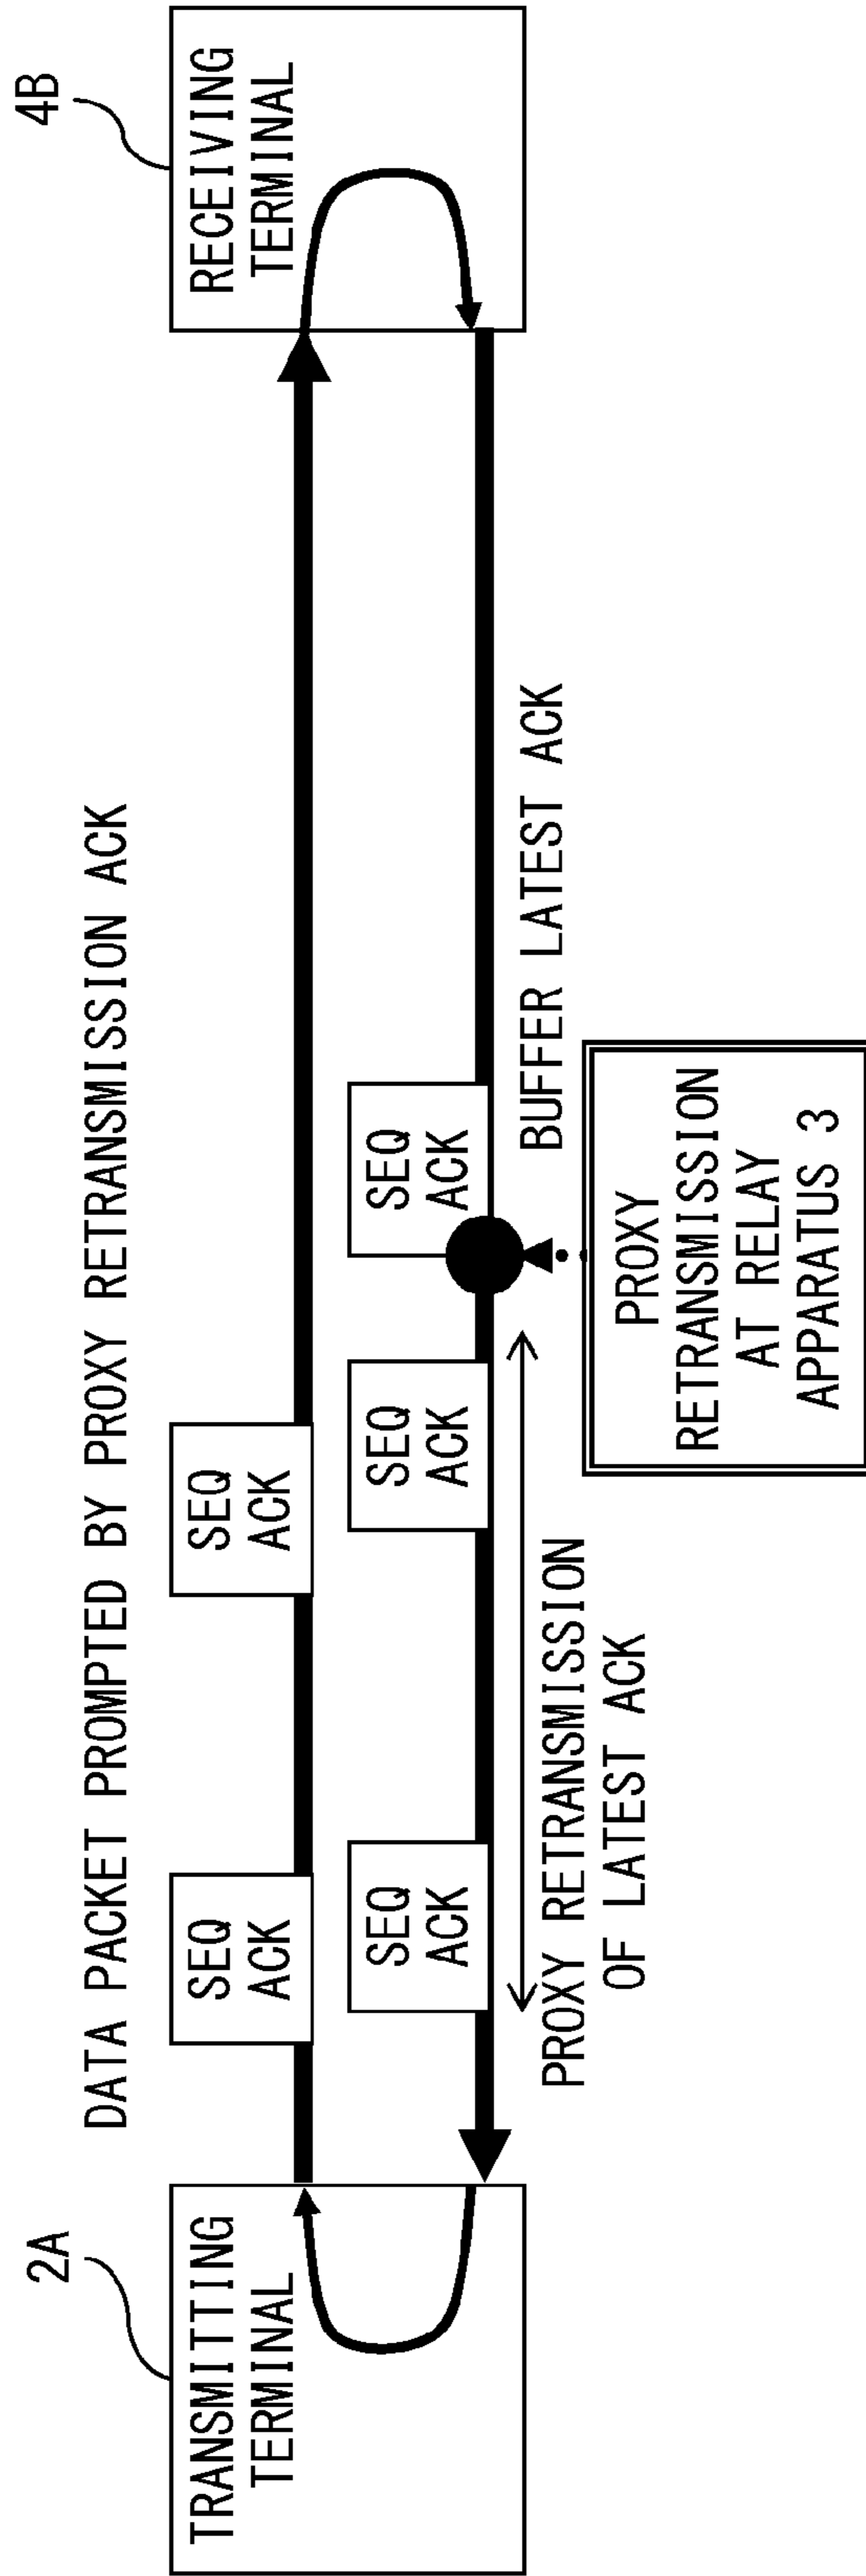 2A
4B
TRANSMITTING
TERMINAL
DATA PACKET PROMPTED BY PROXY RETRANSMISSION ACK
RECEIVING
TERMINAL
SEQ
ACK
SEQ
ACK
SEQ
ACK
SEQ
ACK
SEQ
ACK
PROXY RETRANSMISSION
OF LATEST ACK
BUFFER LATEST ACK
PROXY
RETRANSMISSION
AT RELAY
APPARATUS 3